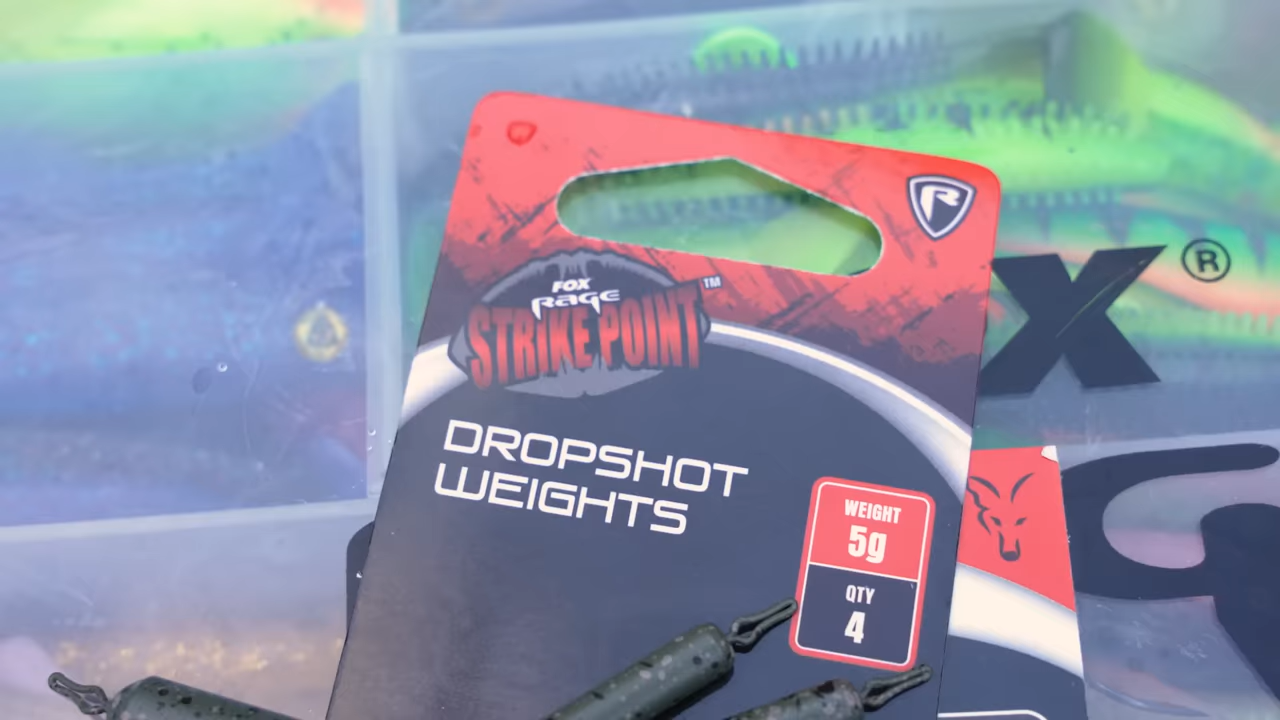 FOX
Rage
STRIKE POINT™
DROPSHOT
WEIGHTS
WEIGHT
5g
QTY
4
R
X®